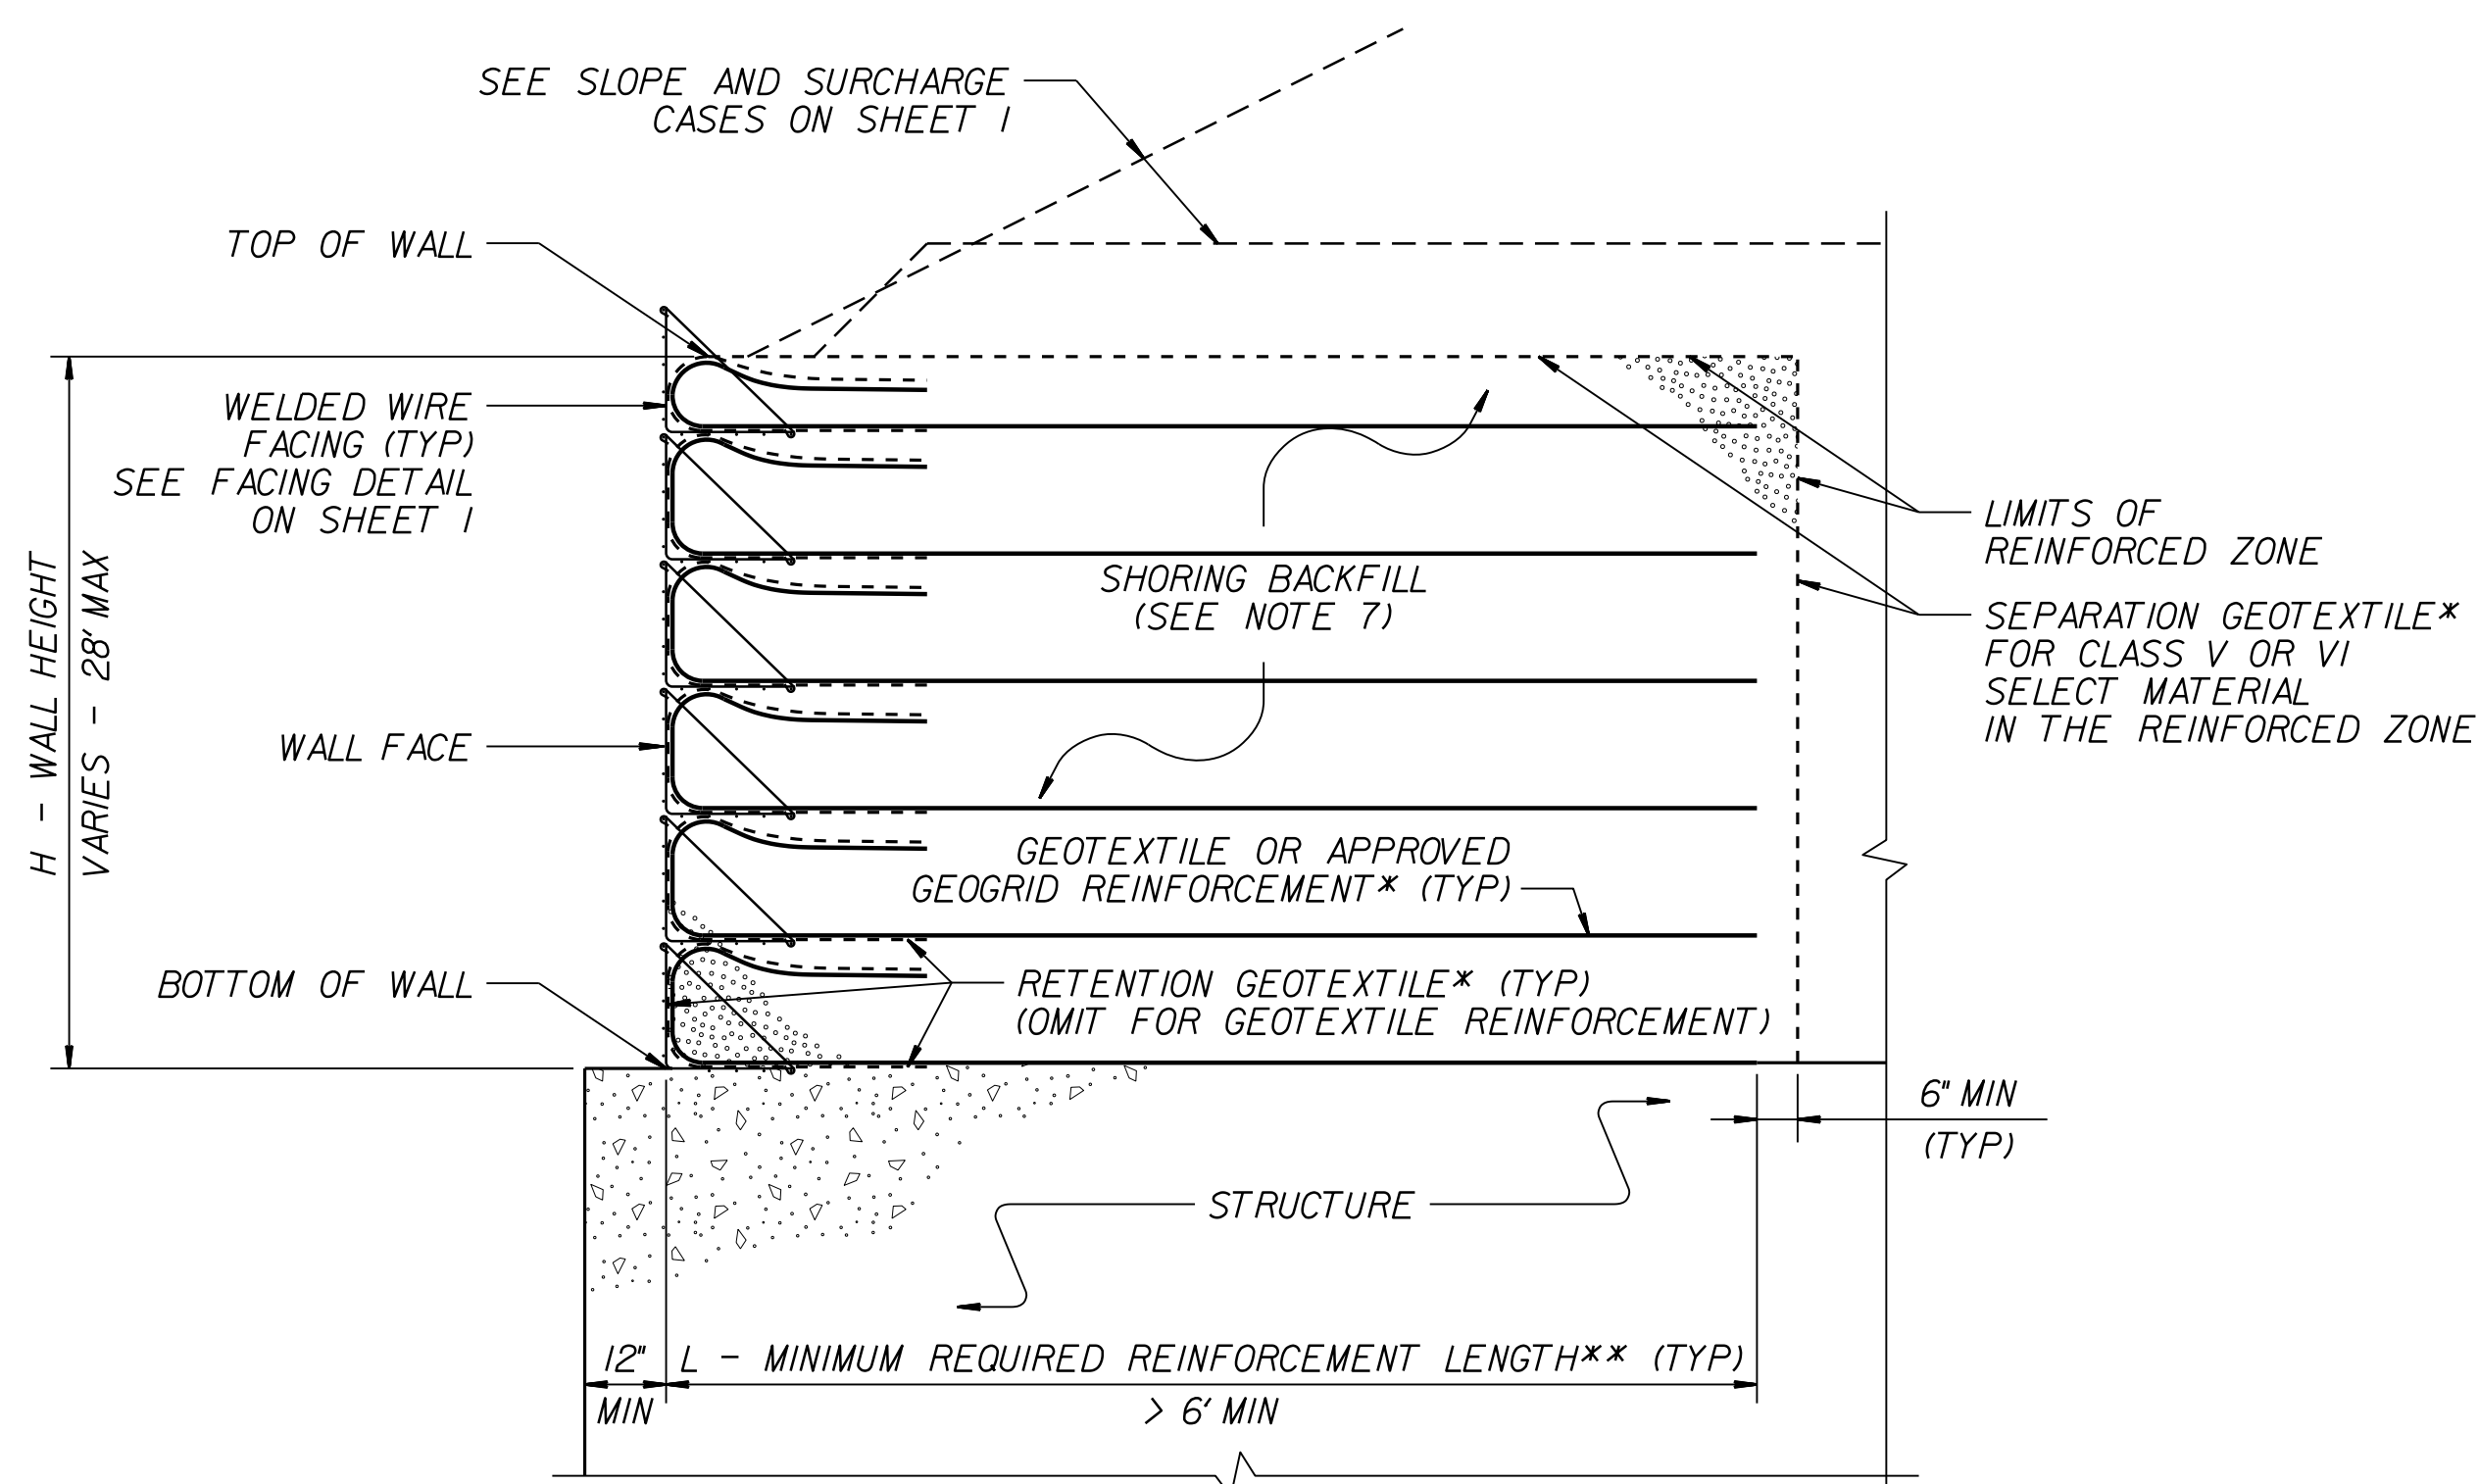 SEE SLOPE AND SURCHARGE
CASES ON SHEET 1
TOP OF WALL
WELDED WIRE
FACING (TYP)
SEE FACING DETAIL
ON SHEET 1
H - WALL HEIGHT
VARIES - 28' MAX
LIMITS OF
REINFORCED ZONE
SHORING BACKFILL
(SEE NOTE 7)
SEPARATION GEOTEXTILE*
FOR CLASS V OR VI
SELECT MATERIAL
IN THE REINFORCED ZONE
WALL FACE
GEOTEXTILE OR APPROVED
GEOGRID REINFORCEMENT* (TYP)
BOTTOM OF WALL
RETENTION GEOTEXTILE* (TYP)
(OMIT FOR GEOTEXTILE REINFORCEMENT)
6" MIN
(TYP)
STRUCTURE
12"
MIN
L - MINIMUM REQUIRED REINFORCEMENT LENGTH** (TYP)
> 6' MIN